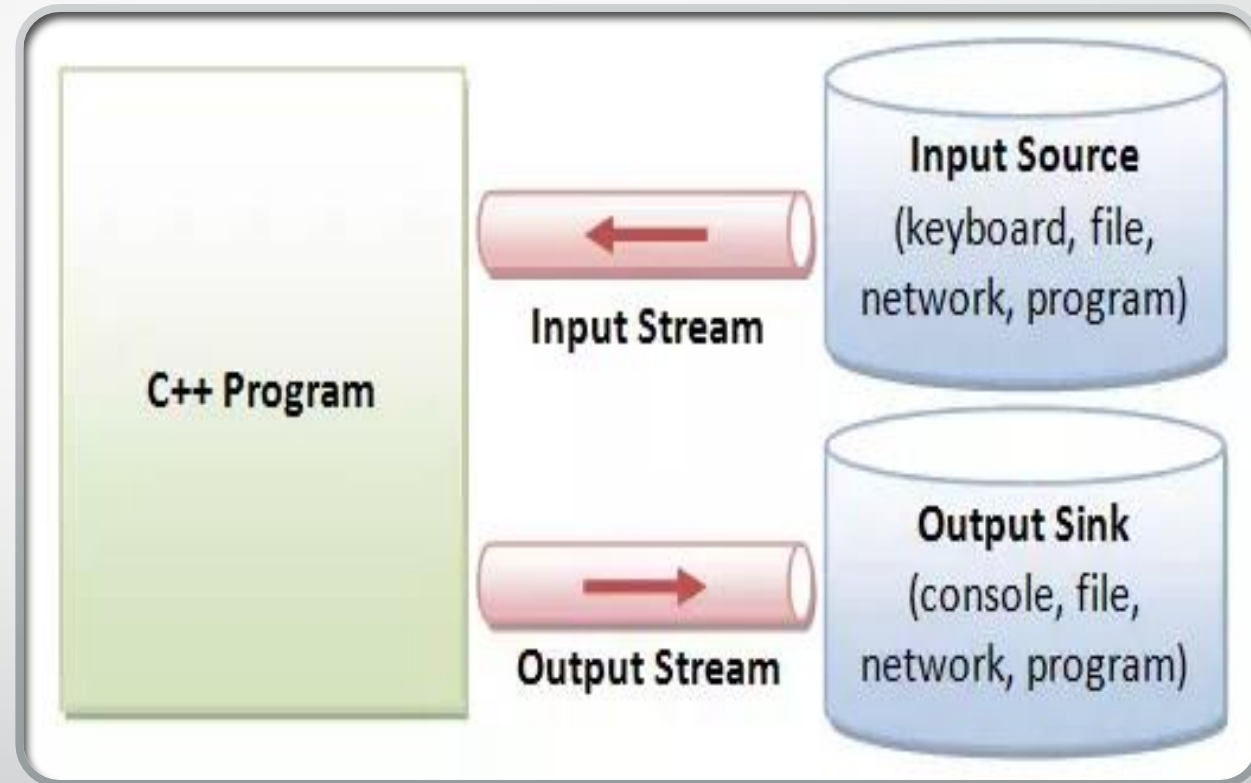 C++ Program
Input Stream
Input Source
(keyboard, file,
network, program)
Output Stream
Output Sink
(console, file,
network, program)